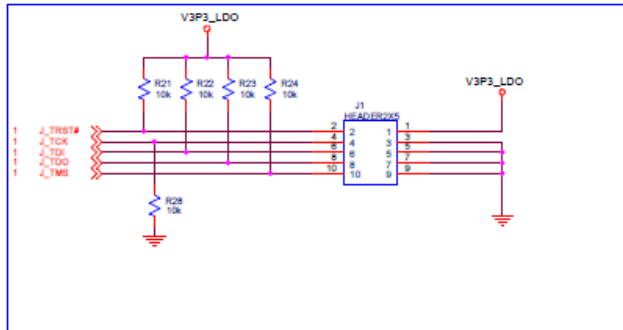 V3P3_LDO
R21
10k
R22
10k
R23
10k
R24
10k
J1
HEADER2X5
V3P3_LDO
1 J_TRST#
1 J_TCK
1 J_TDI
1 J_TDO
1 J_TMS
2 2 1 1
4 4 3 3
6 6 5 5
8 8 7 7
10 10 9 9
R28
10k